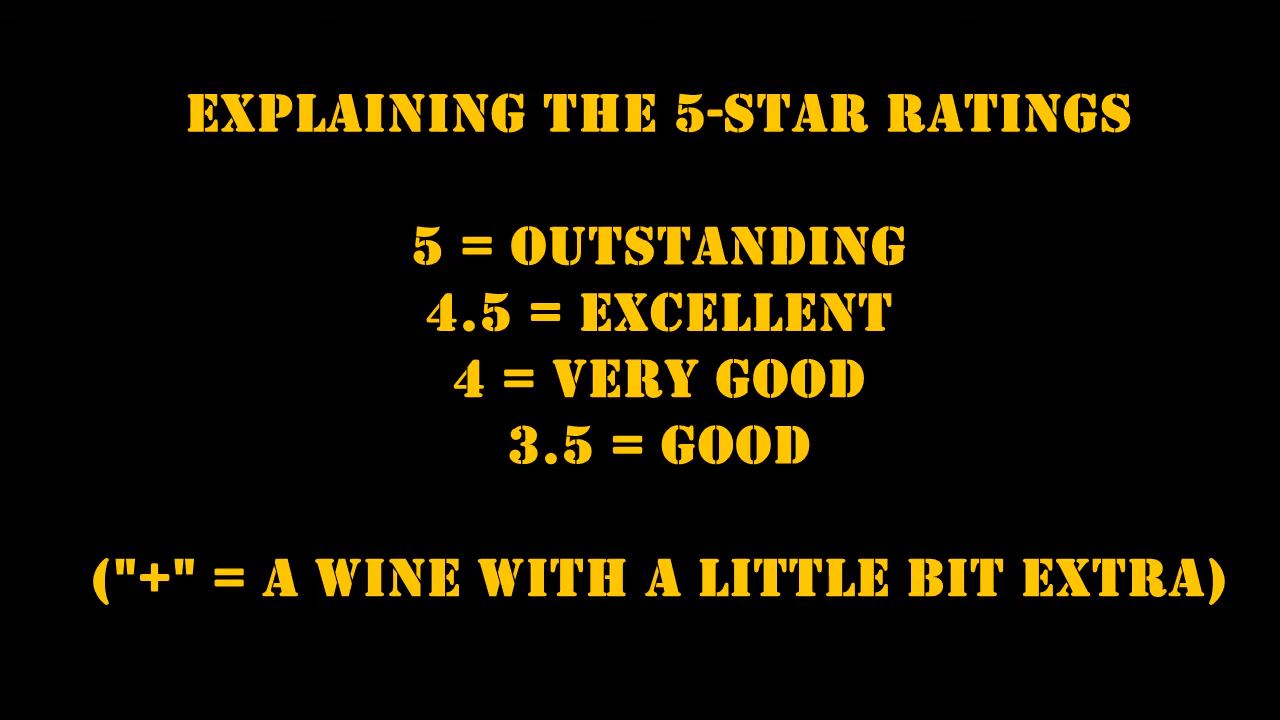 EXPLAINING THE 5-STAR RATINGS
5 = OUTSTANDING
4.5 = EXCELLENT
4 = VERY GOOD
3.5 = GOOD
("+" = A WINE WITH A LITTLE BIT EXTRA)